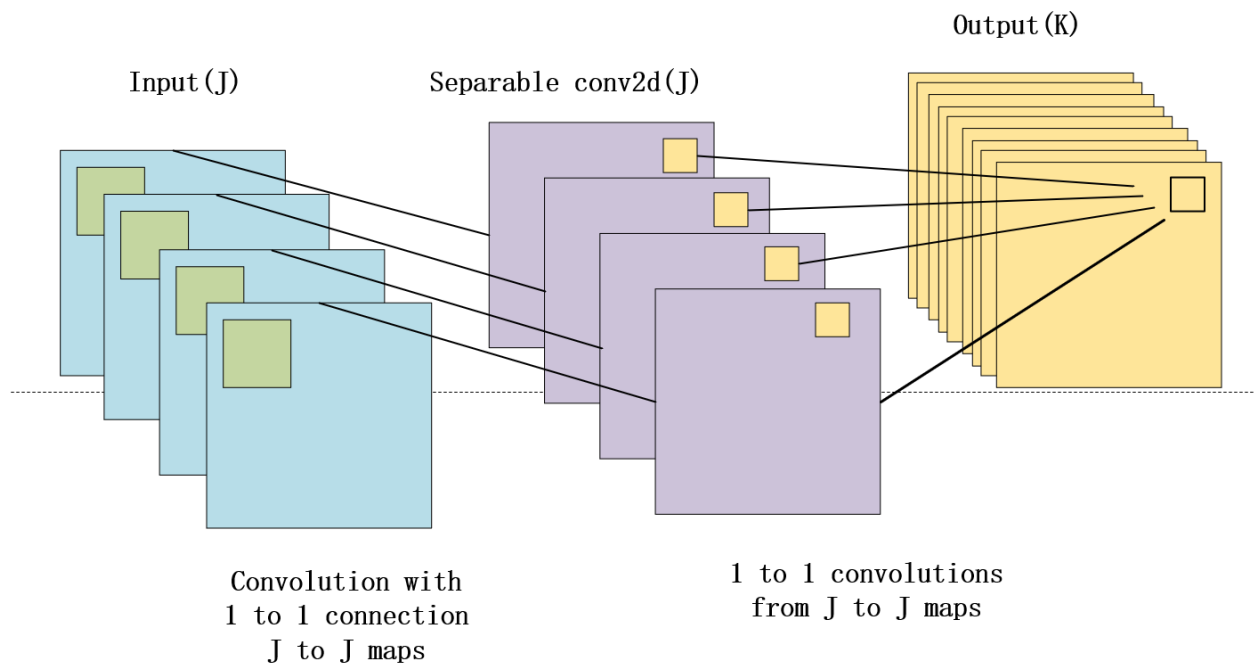 Output(K)
Input(J)
Separable conv2d(J)
Convolution with
1 to 1 connection
J to J maps
1 to 1 convolutions
from J to J maps